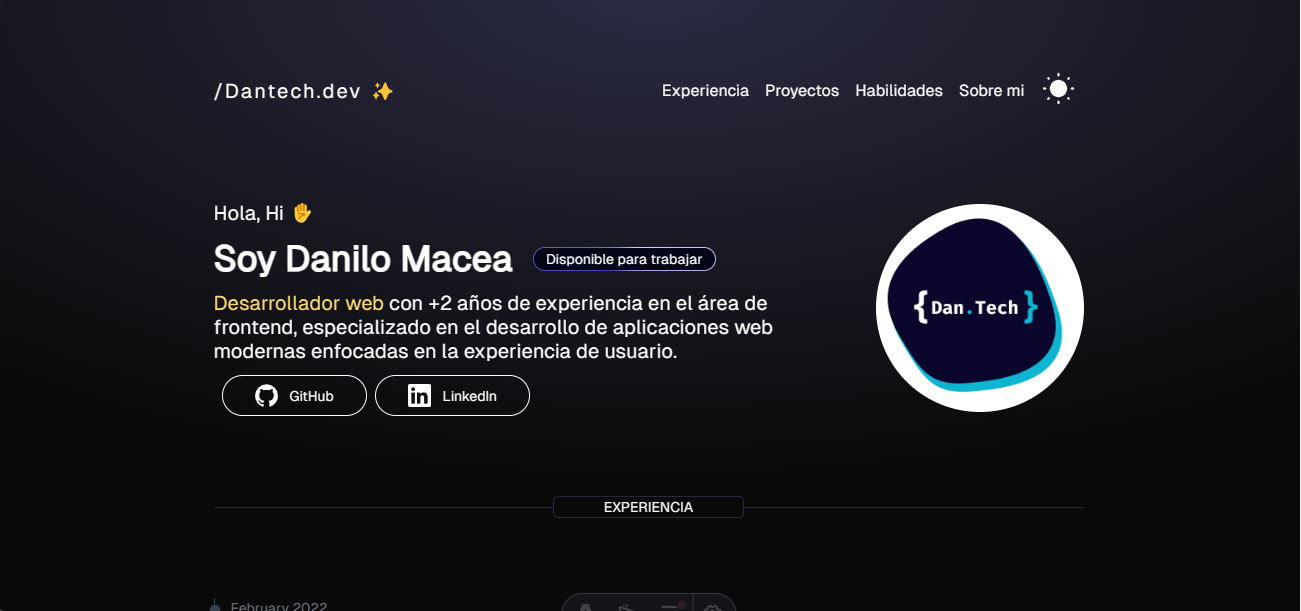 /Dantech.dev ✨
Experiencia Proyectos Habilidades Sobre mi
Hola, Hi 🤚
Soy Danilo Macea Disponible para trabajar
Desarrollador web con +2 años de experiencia en el área de
frontend, especializado en el desarrollo de aplicaciones web
modernas enfocadas en la experiencia de usuario.
GitHub LinkedIn
{Dan.Tech}
EXPERIENCIA
February 2022